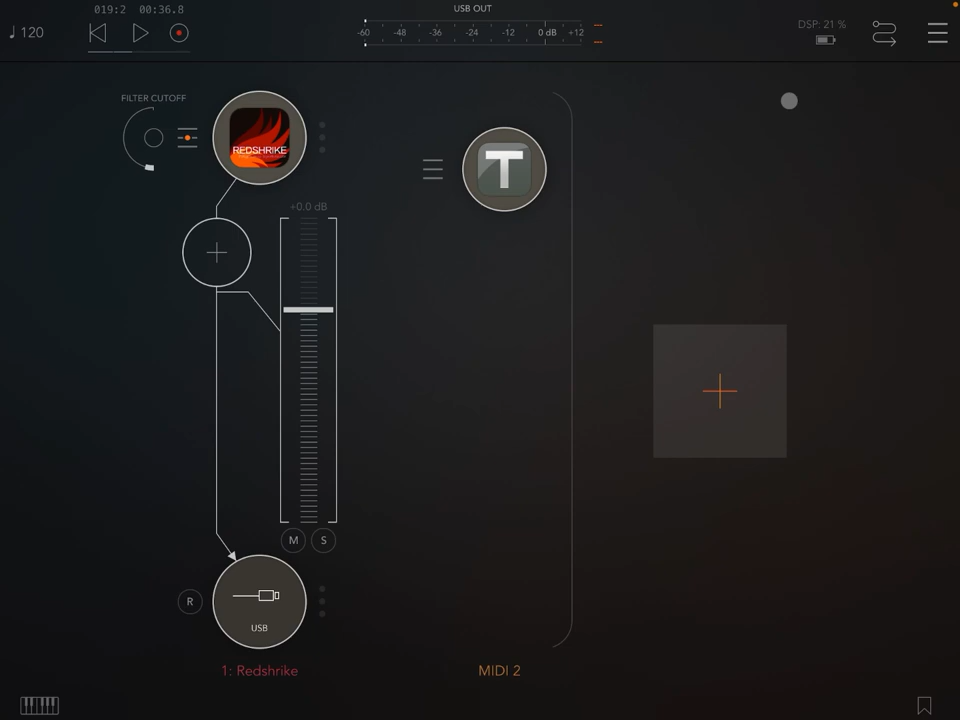 019:2 00:36.8
USB OUT
120
-60 -48 -36 -24 -12 0 dB +12
DSP: 21 %
FILTER CUTOFF
REDSHRIKE
T
+0.0 dB
M S
R
USB
1: Redshrike
MIDI 2